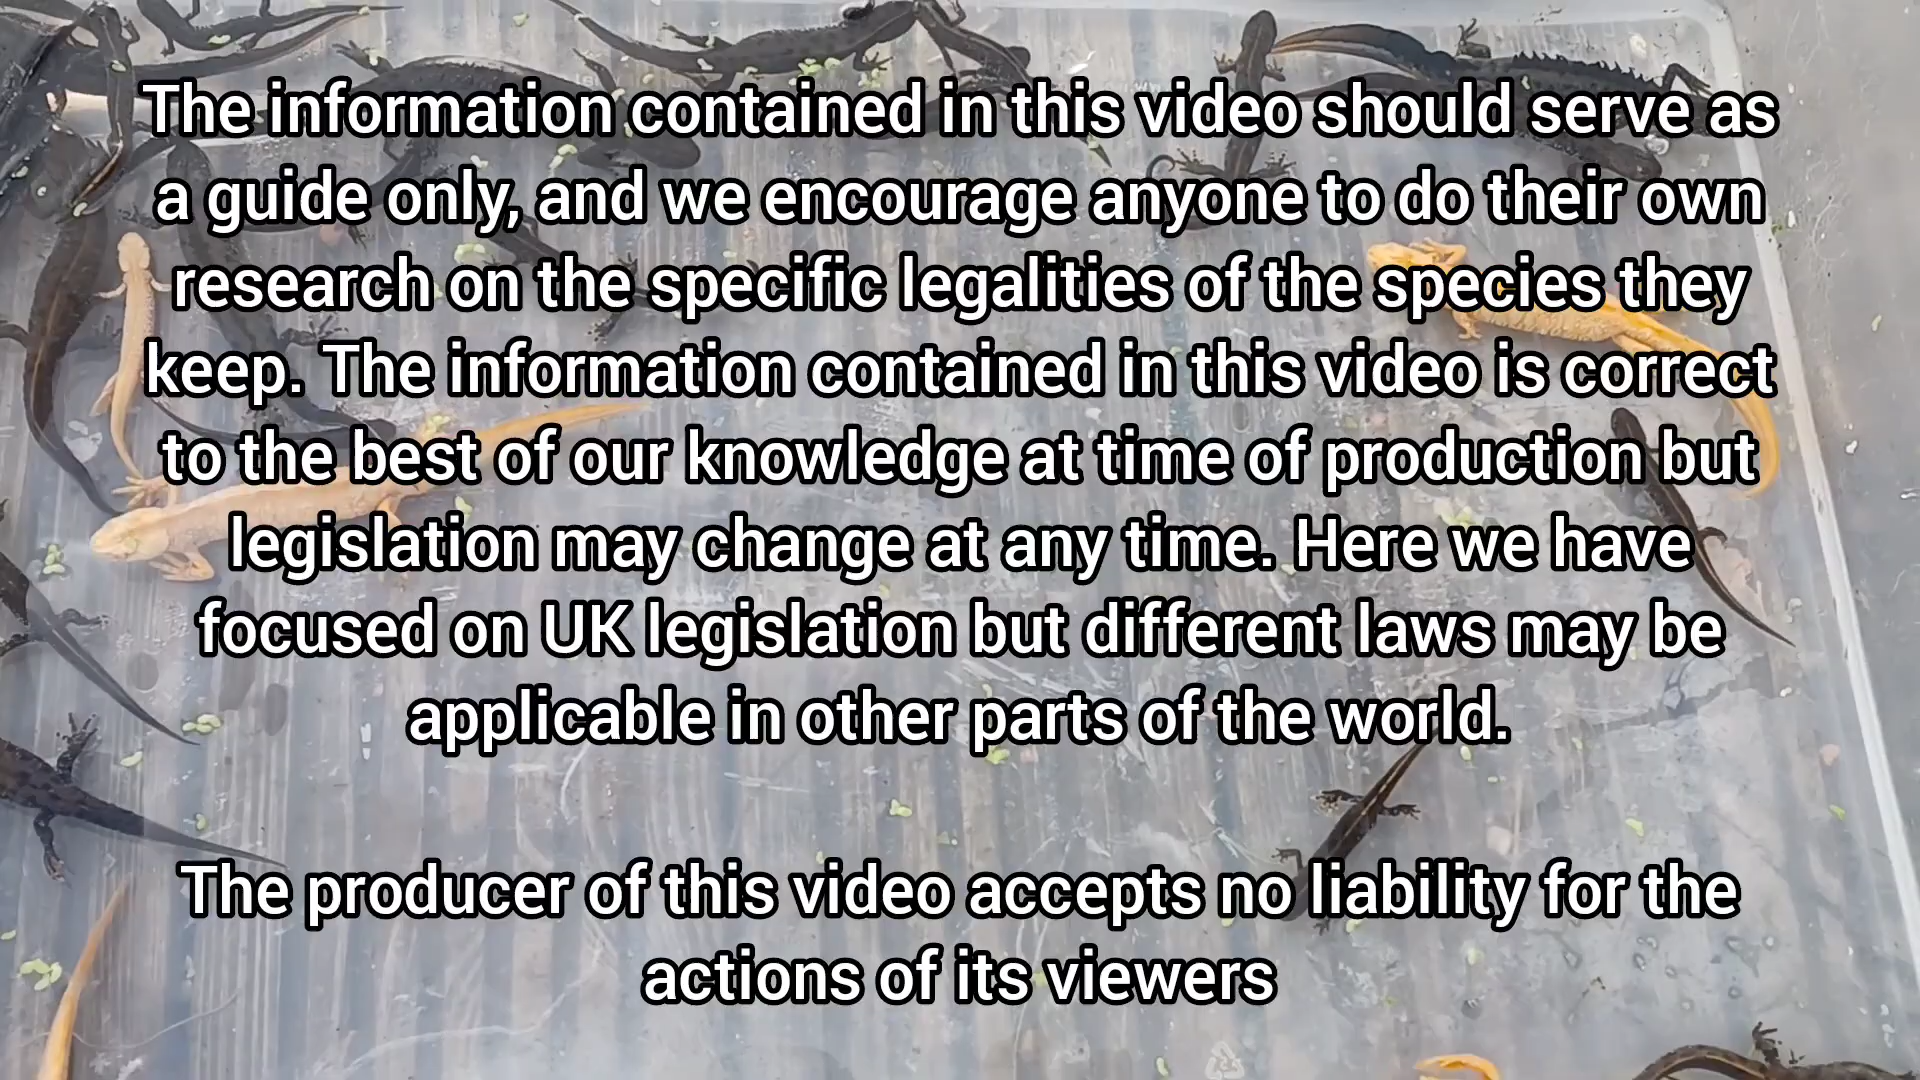 The information contained in this video should serve as
a guide only, and we encourage anyone to do their own
research on the specific legalities of the species they
keep. The information contained in this video is correct
to the best of our knowledge at time of production but
legislation may change at any time. Here we have
focused on UK legislation but different laws may be
applicable in other parts of the world.
The producer of this video accepts no liability for the
actions of its viewers